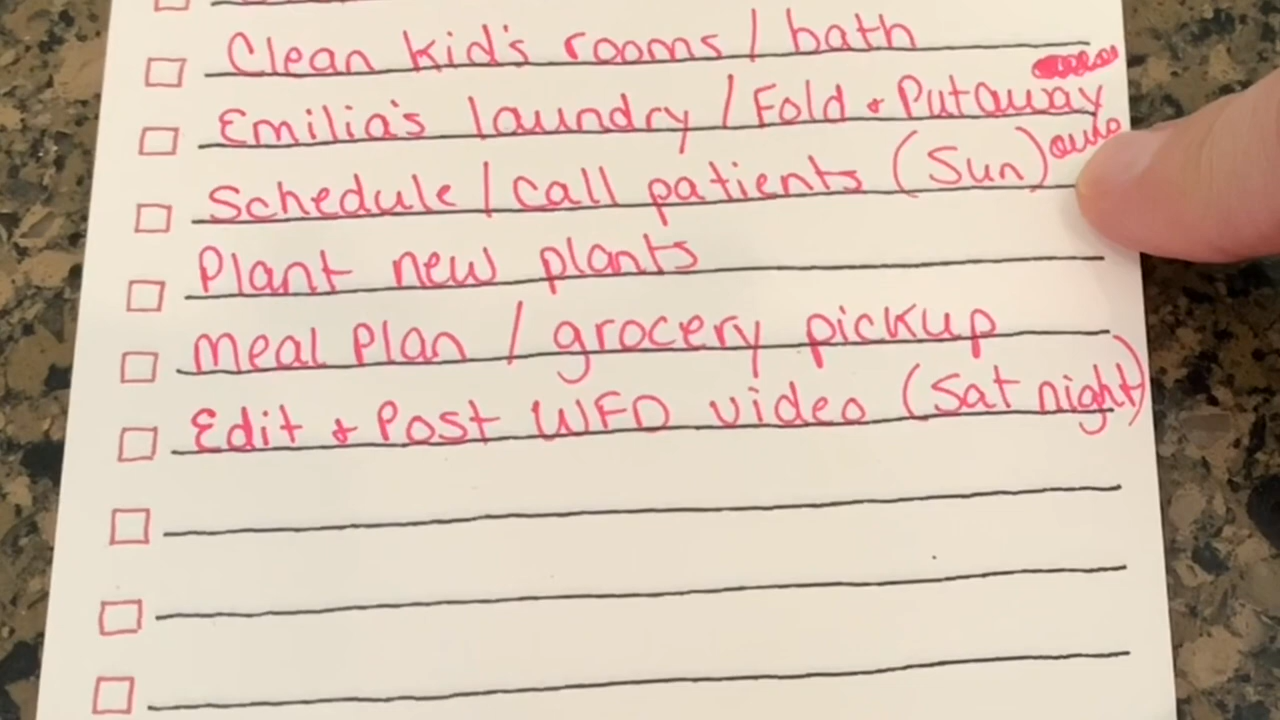 Clean kid's rooms / bath
Emilia's laundry / Fold & Putaway
Schedule / Call patients (Sun)
Plant new plants
Meal Plan / grocery pickup
Edit & Post WFD video (Sat night)